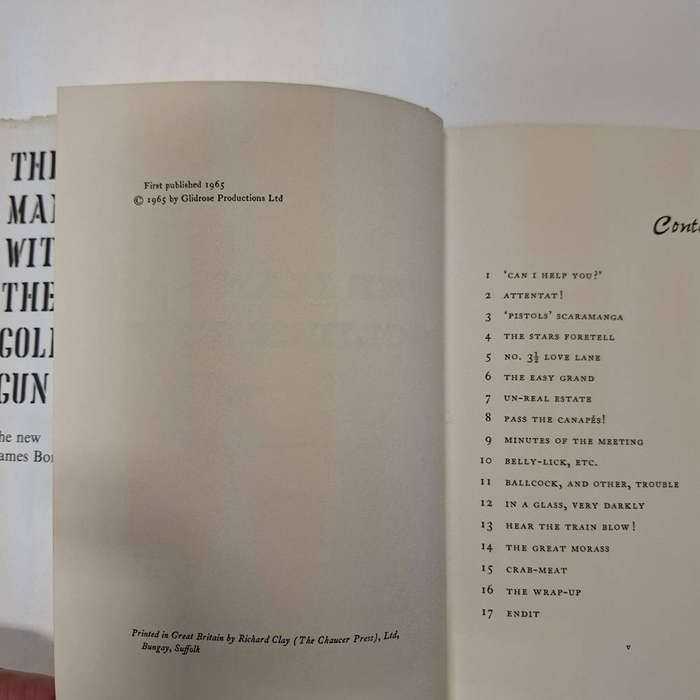 THE
MAN
WIT
THE
GOL
GUN
he new
ames Bo
First published 1965
© 1965 by Glidrose Productions Ltd
Printed in Great Britain by Richard Clay (The Chaucer Press), Ltd,
Bungay, Suffolk
Conte
1 'CAN I HELP YOU?'
2 ATTENTAT!
3 'PISTOLS' SCARAMANGA
4 THE STARS FORETELL
5 NO. 3½ LOVE LANE
6 THE EASY GRAND
7 UN-REAL ESTATE
8 PASS THE CANAPÉS!
9 MINUTES OF THE MEETING
10 BELLY-LICK, ETC.
11 BALLCOCK, AND OTHER, TROUBLE
12 IN A GLASS, VERY DARKLY
13 HEAR THE TRAIN BLOW!
14 THE GREAT MORASS
15 CRAB-MEAT
16 THE WRAP-UP
17 ENDIT
v